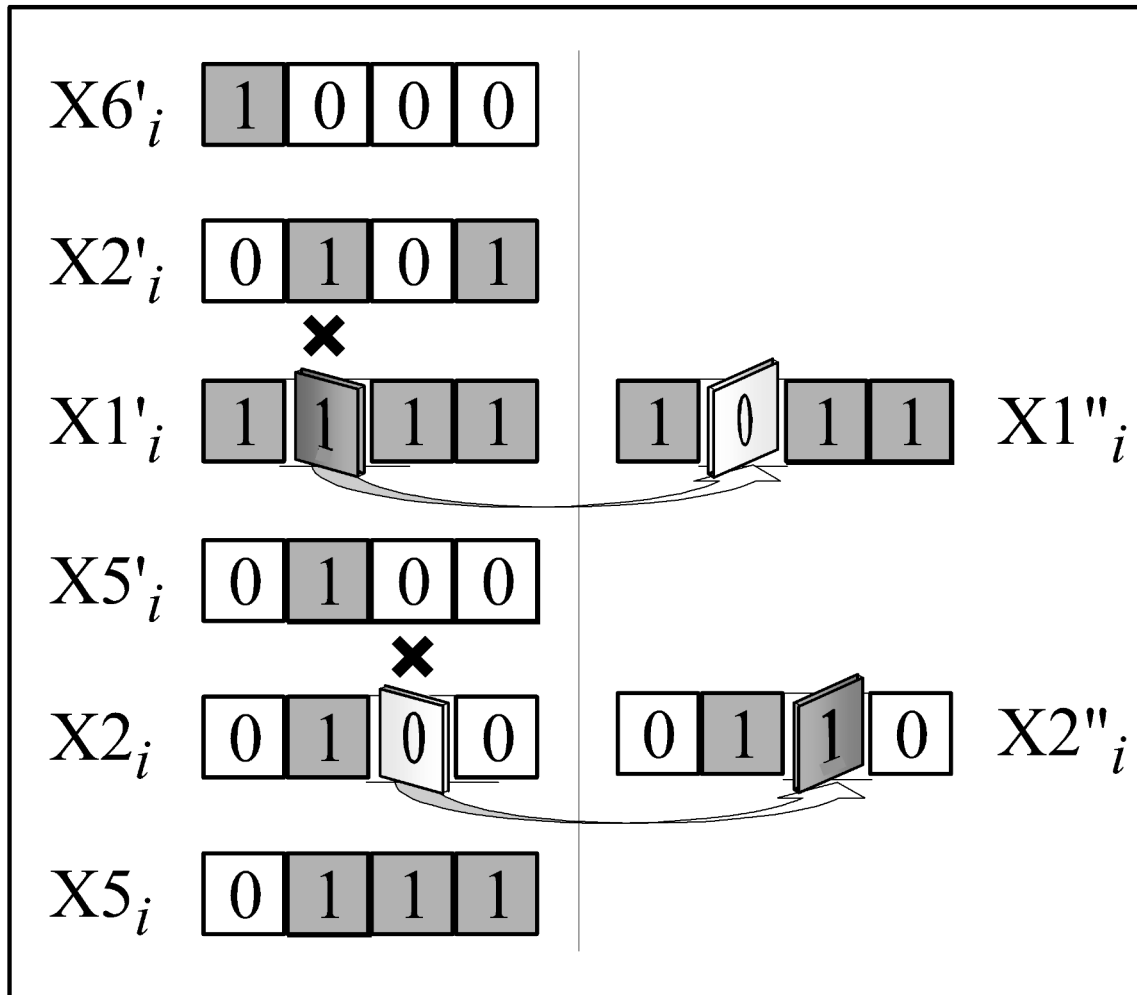 X6'i 1 0 0 0
X2'i 0 1 0 1
X1'i 1 1 1 1 1 0 1 1 X1"i
X5'i 0 1 0 0
X2i 0 1 0 0 0 1 1 0 X2"i
X5i 0 1 1 1